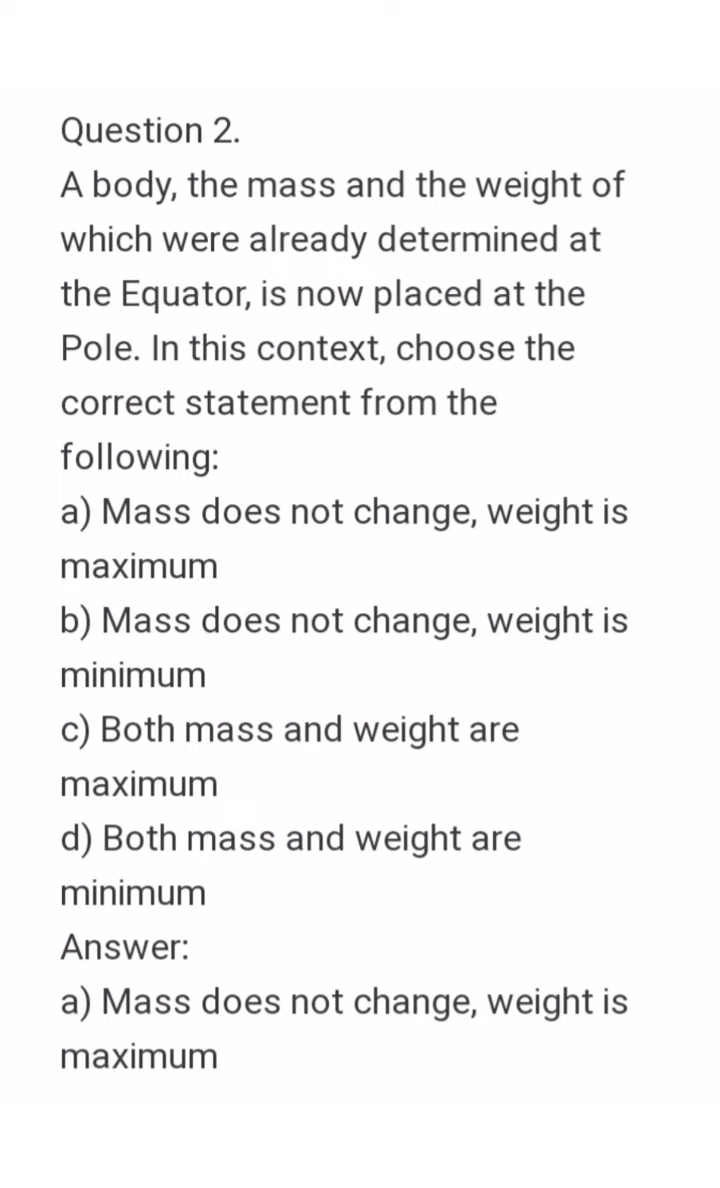 Question 2.
A body, the mass and the weight of
which were already determined at
the Equator, is now placed at the
Pole. In this context, choose the
correct statement from the
following:
a) Mass does not change, weight is
maximum
b) Mass does not change, weight is
minimum
c) Both mass and weight are
maximum
d) Both mass and weight are
minimum
Answer:
a) Mass does not change, weight is
maximum